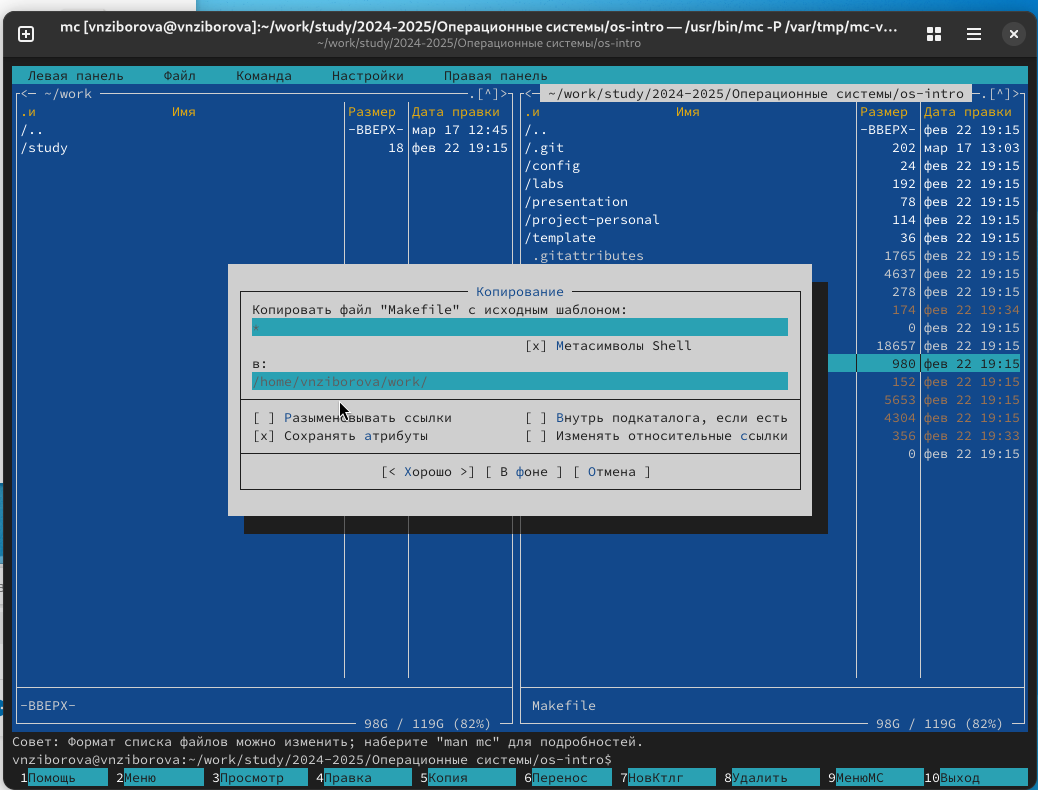 mc [vnziborova@vnziborova]:~/work/study/2024-2025/Операционные системы/os-intro — /usr/bin/mc -P /var/tmp/mc-v…
~/work/study/2024-2025/Операционные системы/os-intro
Левая панель Файл Команда Настройки Правая панель
<— ~/work .[^]> <— ~/work/study/2024-2025/Операционные системы/os-intro .[^]>
.и Имя Размер Дата правки .и Имя Размер Дата правки
/.. -ВВЕРХ- мар 17 12:45 /.. -ВВЕРХ- фев 22 19:15
/study 18 фев 22 19:15 /.git 202 мар 17 13:03
/config 24 фев 22 19:15
/labs 192 фев 22 19:15
/presentation 78 фев 22 19:15
/project-personal 114 фев 22 19:15
/template 36 фев 22 19:15
.gitattributes 1765 фев 22 19:15
4637 фев 22 19:15
Копирование 278 фев 22 19:15
Копировать файл "Makefile" с исходным шаблоном: 174 фев 22 19:34
* 0 фев 22 19:15
[x] Метасимволы Shell 18657 фев 22 19:15
в: 980 фев 22 19:15
/home/vnziborova/work/ 152 фев 22 19:15
5653 фев 22 19:15
[ ] Разыменовывать ссылки [ ] Внутрь подкаталога, если есть 4304 фев 22 19:15
[x] Сохранять атрибуты [ ] Изменять относительные ссылки 356 фев 22 19:33
0 фев 22 19:15
[< Хорошо >] [ В фоне ] [ Отмена ]
-ВВЕРХ- Makefile
98G / 119G (82%) 98G / 119G (82%)
Совет: Формат списка файлов можно изменить; наберите "man mc" для подробностей.
vnziborova@vnziborova:~/work/study/2024-2025/Операционные системы/os-intro$
1Помощь 2Меню 3Просмотр 4Правка 5Копия 6Перенос 7НовКтлг 8Удалить 9МенюMC 10Выход